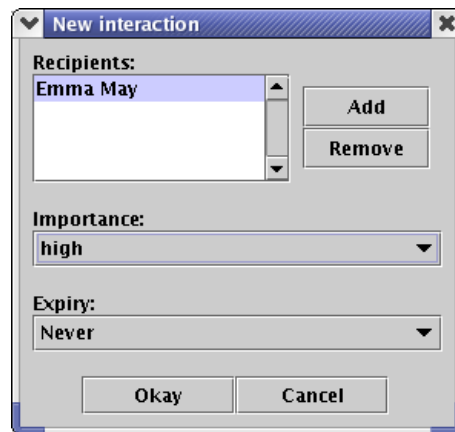 New interaction
Recipients:
Emma May
Add
Remove
Importance:
high
Expiry:
Never
Okay Cancel